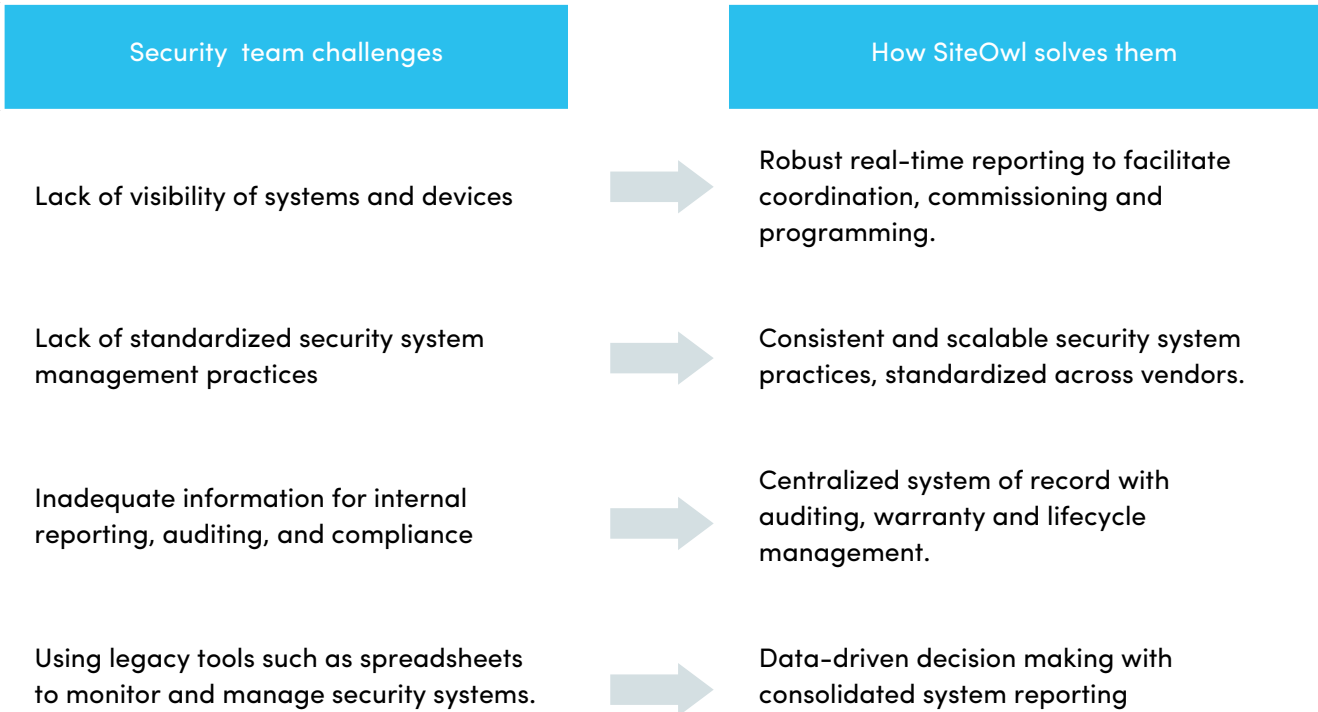 Security team challenges
How SiteOwl solves them
Lack of visibility of systems and devices
Robust real-time reporting to facilitate
coordination, commissioning and
programming.
Lack of standardized security system
management practices
Consistent and scalable security system
practices, standardized across vendors.
Inadequate information for internal
reporting, auditing, and compliance
Centralized system of record with
auditing, warranty and lifecycle
management.
Using legacy tools such as spreadsheets
to monitor and manage security systems.
Data-driven decision making with
consolidated system reporting